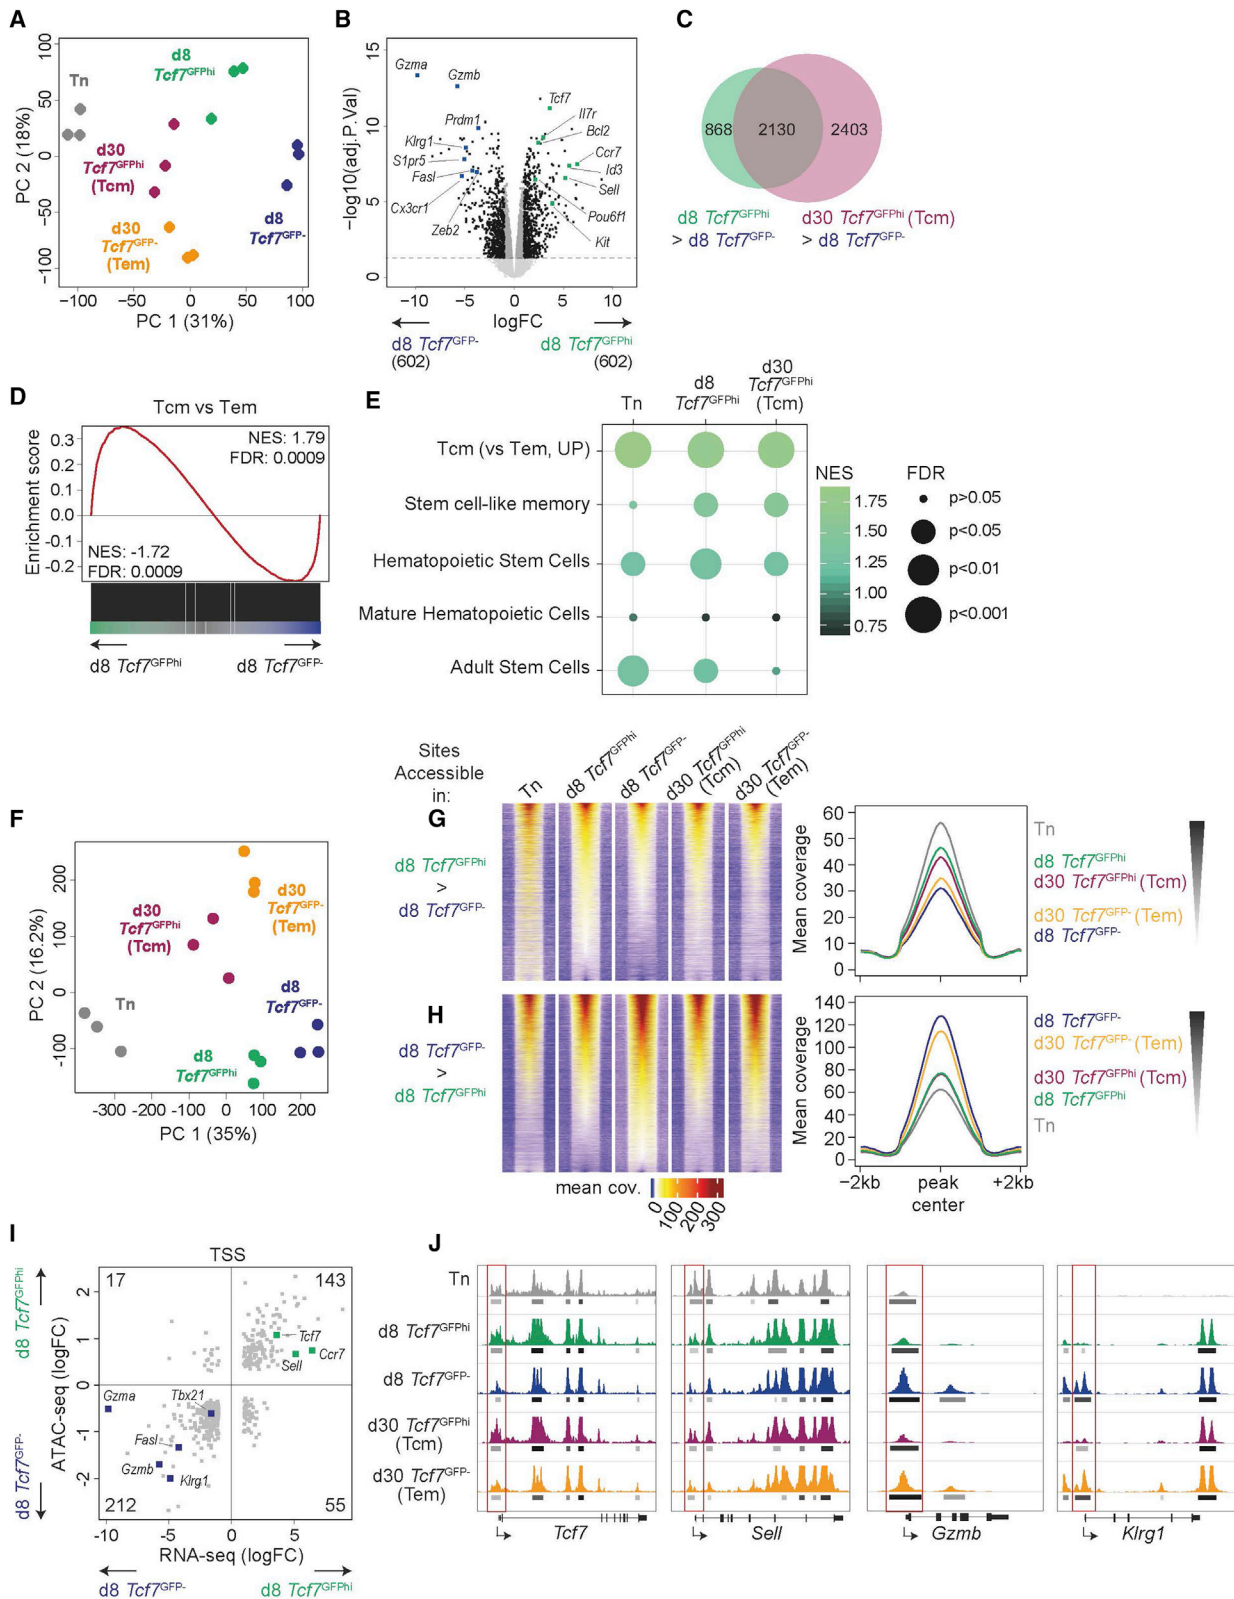 A
100
50
0
−50
−100
PC 2 (18%)
Tn
d8
Tcf7GFPhi
d30
Tcf7GFPhi
(Tcm)
d30
Tcf7GFP-
(Tem)
d8
Tcf7GFP-
−100 −50 0 50 100
PC 1 (31%)
B
15
10
5
0
−log10(adj.P.Val)
Gzma
Gzmb
Prdm1
Klrg1
S1pr5
Fasl
Cx3cr1
Zeb2
Tcf7
Il7r
Bcl2
Ccr7
Id3
Sell
Pou6f1
Kit
−10 −5 0 5 10
logFC
d8 Tcf7GFP-
(602)
d8 Tcf7GFPhi
(602)
C
868 2130 2403
d8 Tcf7GFPhi
> d8 Tcf7GFP-
d30 Tcf7GFPhi (Tcm)
> d8 Tcf7GFP-
D
Tcm vs Tem
Enrichment score
0.3
0.2
0.1
0.0
-0.1
-0.2
NES: 1.79
FDR: 0.0009
NES: -1.72
FDR: 0.0009
d8 Tcf7GFPhi
d8 Tcf7GFP-
E
Tn
d8
Tcf7GFPhi
d30
Tcf7GFPhi
(Tcm)
Tcm (vs Tem, UP)
Stem cell-like memory
Hematopoietic Stem Cells
Mature Hematopoietic Cells
Adult Stem Cells
NES
1.75
1.50
1.25
1.00
0.75
FDR
p>0.05
p<0.05
p<0.01
p<0.001
F
200
100
0
-100
PC 2 (16.2%)
d30
Tcf7GFP-
(Tem)
d30
Tcf7GFPhi
(Tcm)
Tn
d8
Tcf7GFP-
d8
Tcf7GFPhi
-300 -200 -100 0 100 200
PC 1 (35%)
Sites
Accessible
in:
Tn
d8 Tcf7GFPhi
d8 Tcf7GFP-
d30 Tcf7GFPhi
(Tcm)
d30 Tcf7GFP-
(Tem)
G
d8 Tcf7GFPhi
>
d8 Tcf7GFP-
Mean coverage
60
50
40
30
20
10
0
Tn
d8 Tcf7GFPhi
d30 Tcf7GFPhi (Tcm)
d30 Tcf7GFP- (Tem)
d8 Tcf7GFP-
H
d8 Tcf7GFP-
>
d8 Tcf7GFPhi
Mean coverage
140
120
100
80
60
40
20
0
d8 Tcf7GFP-
d30 Tcf7GFP- (Tem)
d30 Tcf7GFPhi (Tcm)
d8 Tcf7GFPhi
Tn
−2kb peak center +2kb
mean cov.
0 100 200 300
I
TSS
17 143
212 55
d8 Tcf7GFPhi
d8 Tcf7GFP-
ATAC-seq (logFC)
2
1
0
-1
-2
Tcf7
Sell
Ccr7
Gzma
Tbx21
Fasl
Gzmb
Klrg1
-10 -5 0 5
RNA-seq (logFC)
d8 Tcf7GFP-
d8 Tcf7GFPhi
J
Tn
d8 Tcf7GFPhi
d8 Tcf7GFP-
d30 Tcf7GFPhi
(Tcm)
d30 Tcf7GFP-
(Tem)
Tcf7
Sell
Gzmb
Klrg1